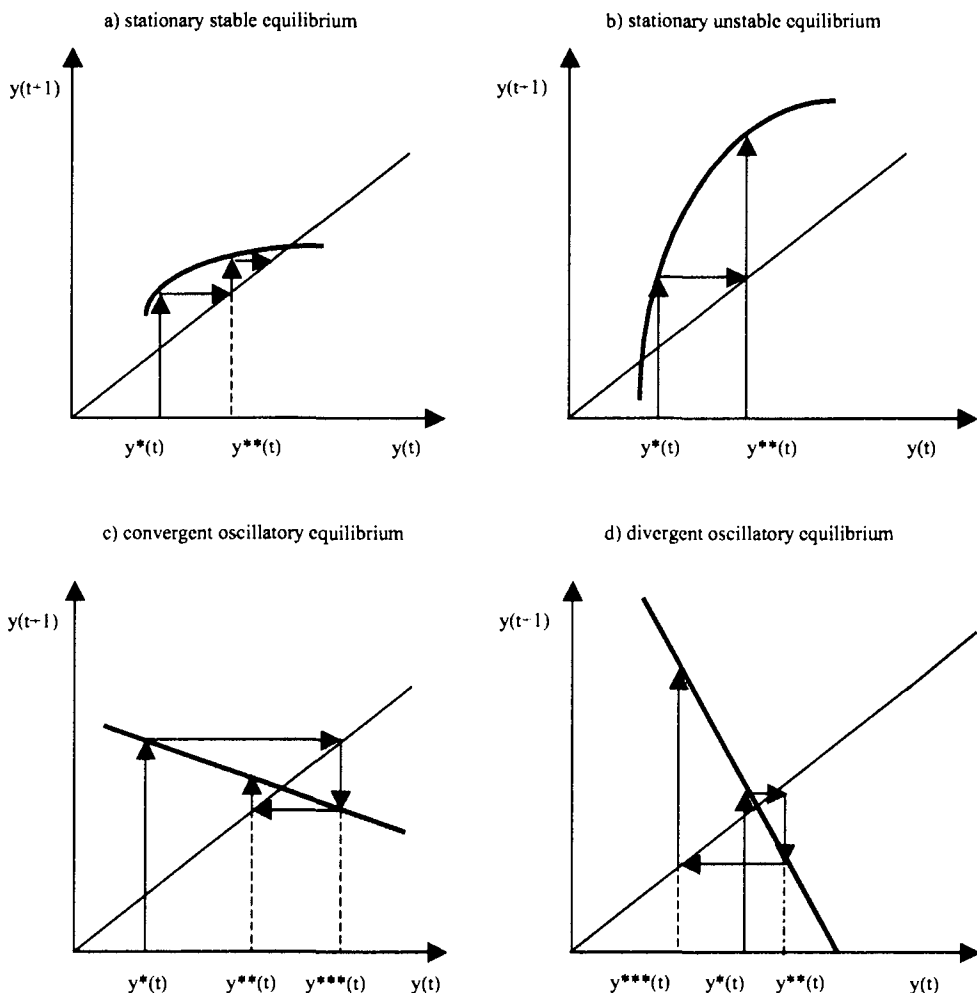 a) stationary stable equilibrium
y(t+1)
y*(t)
y**(t)
y(t)
b) stationary unstable equilibrium
y(t+1)
y*(t)
y**(t)
y(t)
c) convergent oscillatory equilibrium
y(t+1)
y*(t)
y**(t)
y***(t)
y(t)
d) divergent oscillatory equilibrium
y(t+1)
y***(t)
y*(t)
y**(t)
y(t)